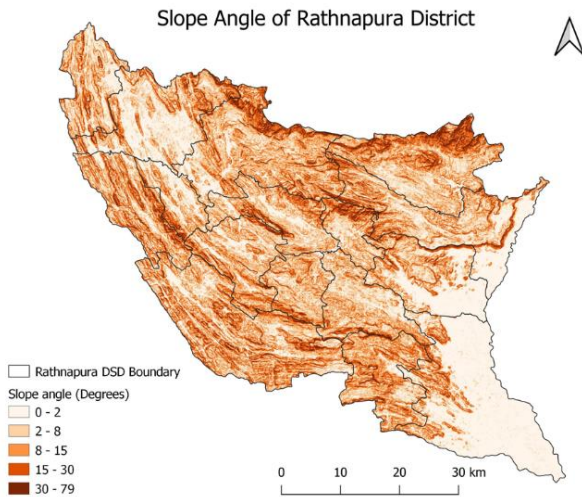 Slope Angle of Rathnapura District
Rathnapura DSD Boundary
Slope angle (Degrees)
0 - 2
2 - 8
8 - 15
15 - 30
30 - 79
0 10 20 30 km